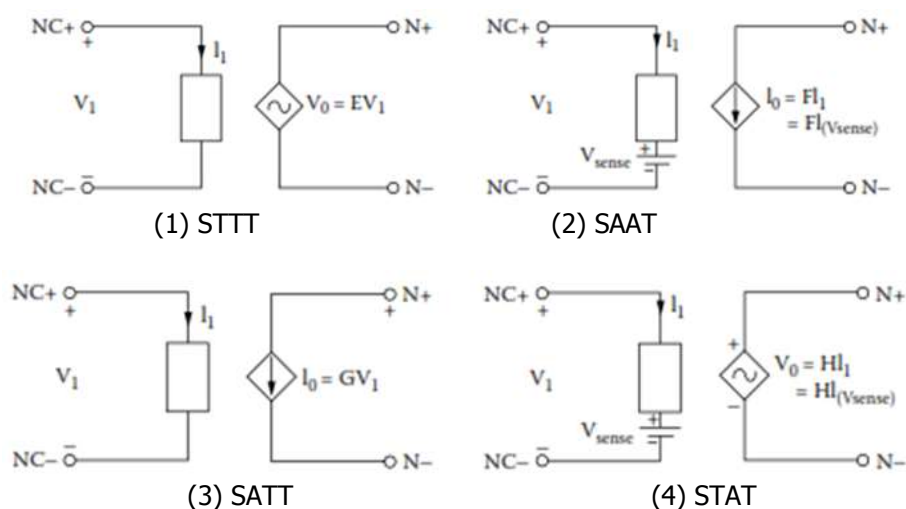 NC+
+
I₁
V₁
NC–
–
N+
V₀ = EV₁
N–
(1) STTT
NC+
+
I₁
V₁
Vsense
+
–
NC–
–
N+
I₀ = FI₁
= FI(Vsense)
N–
(2) SAAT
NC+
+
I₁
V₁
NC–
–
N+
+
I₀ = GV₁
N–
(3) SATT
NC+
+
I₁
V₁
Vsense
+
–
NC–
–
N+
+
V₀ = HI₁
= HI(Vsense)
–
N–
(4) STAT